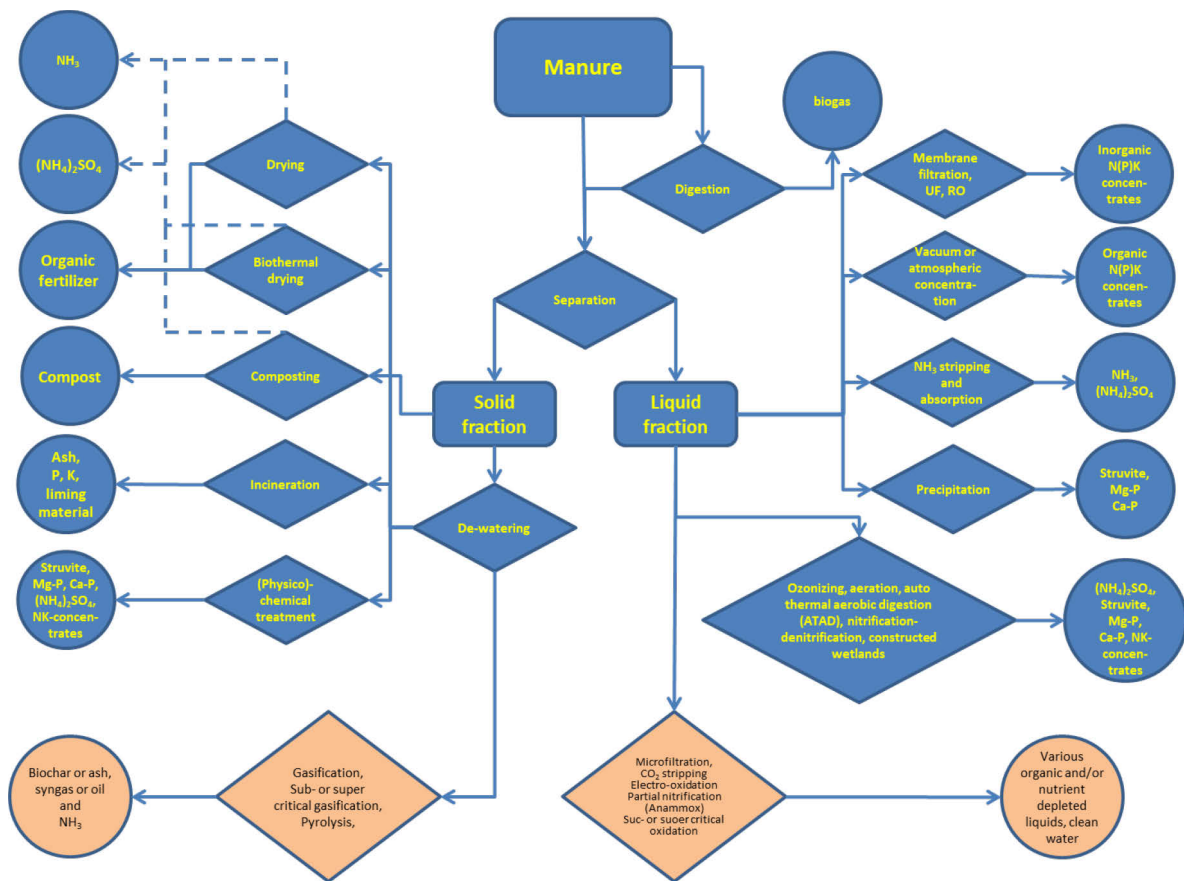 Manure
NH₃
biogas
(NH₄)₂SO₄
Drying
Digestion
Membrane
filtration,
UF, RO
Inorganic
N(P)K
concen-
trates
Organic
fertilizer
Biothermal
drying
Separation
Vacuum or
atmospheric
concentra-
tion
Organic
N(P)K
concen-
trates
Compost
Composting
Solid
fraction
Liquid
fraction
NH₃ stripping
and
absorption
NH₃,
(NH₄)₂SO₄
Ash,
P, K,
liming
material
Incineration
De-watering
Precipitation
Struvite,
Mg-P
Ca-P
Struvite,
Mg-P, Ca-P,
(NH₄)₂SO₄,
NK-concen-
trates
(Physico)-
chemical
treatment
Ozonizing, aeration, auto
thermal aerobic digestion
(ATAD), nitrification-
denitrification, constructed
wetlands
(NH₄)₂SO₄,
Struvite,
Mg-P,
Ca-P, NK-
concen-
trates
Biochar or ash,
syngas or oil
and
NH₃
Gasification,
Sub- or super
critical gasification,
Pyrolysis,
Microfiltration,
CO₂ stripping
Electro-oxidation
Partial nitrification
(Anammox)
Suc- or suoer critical
oxidation
Various
organic and/or
nutrient
depleted
liquids, clean
water